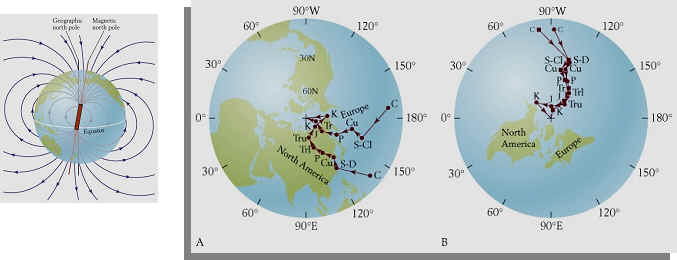 Geographic
north pole
Magnetic
north pole
Equator
90°W
60°
120°
30°
150°
0°
180°
30°
150°
60°
120°
90°E
30N
60N
Europe
North America
C
K
Cu
Tr
K
J
P
S-Cl
Tru
Trl
P
Cu
S-D
C
A
90°W
60°
120°
30°
150°
0°
180°
30°
150°
60°
120°
90°E
C
C
S-Cl
S-D
Cu
Cu
P
P
Tr
Trl
K
J
J
Tru
K
North
America
Europe
B